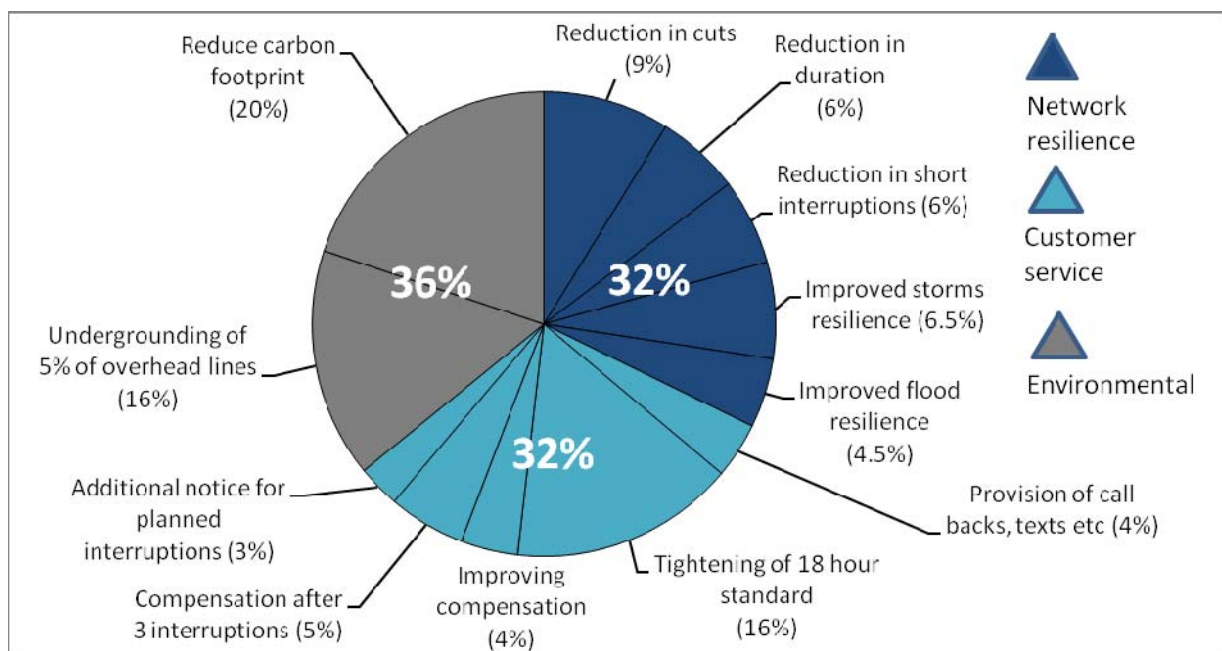 Reduce carbon
footprint
(20%)
Reduction in cuts
(9%)
Reduction in
duration
(6%)
Reduction in short
interruptions (6%)
Improved storms
resilience (6.5%)
Improved flood
resilience
(4.5%)
Provision of call
backs, texts etc (4%)
Tightening of 18 hour
standard
(16%)
Improving
compensation
(4%)
Compensation after
3 interruptions (5%)
Additional notice for
planned
interruptions (3%)
Undergrounding of
5% of overhead lines
(16%)
36%
32%
32%
Network
resilience
Customer
service
Environmental